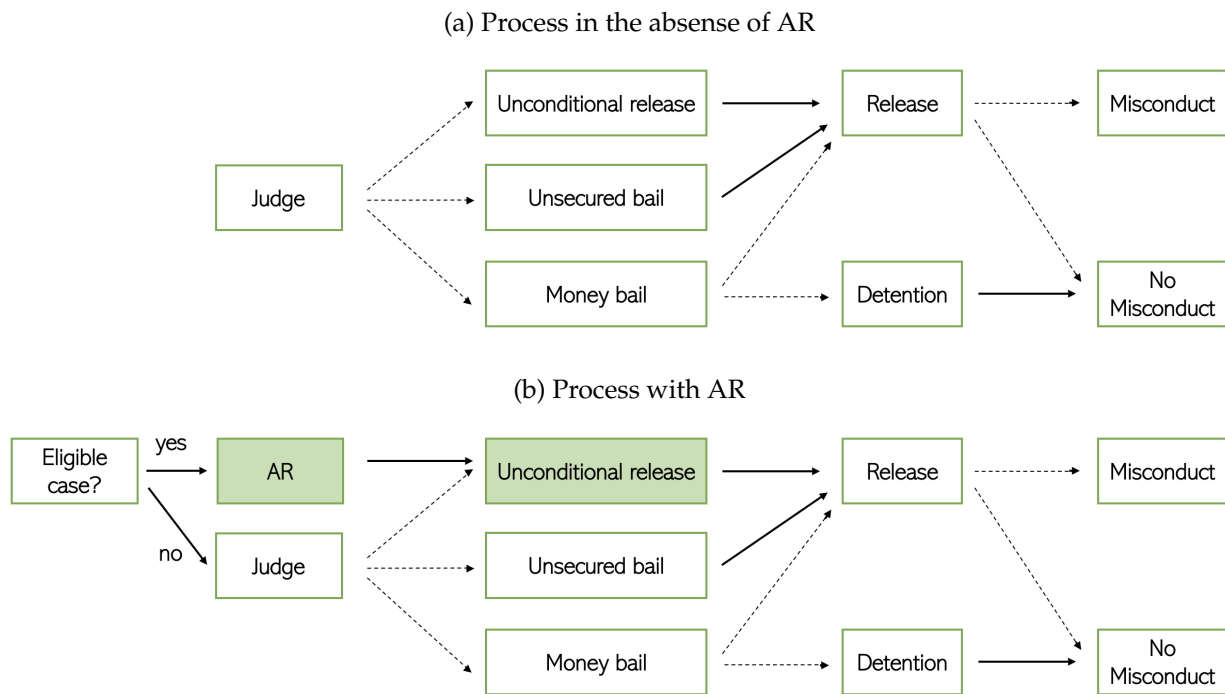 (a) Process in the absense of AR
Unconditional release
Release
Misconduct
Judge
Unsecured bail
Money bail
Detention
No
Misconduct
(b) Process with AR
Eligible
case?
yes
no
AR
Unconditional release
Release
Misconduct
Judge
Unsecured bail
Money bail
Detention
No
Misconduct